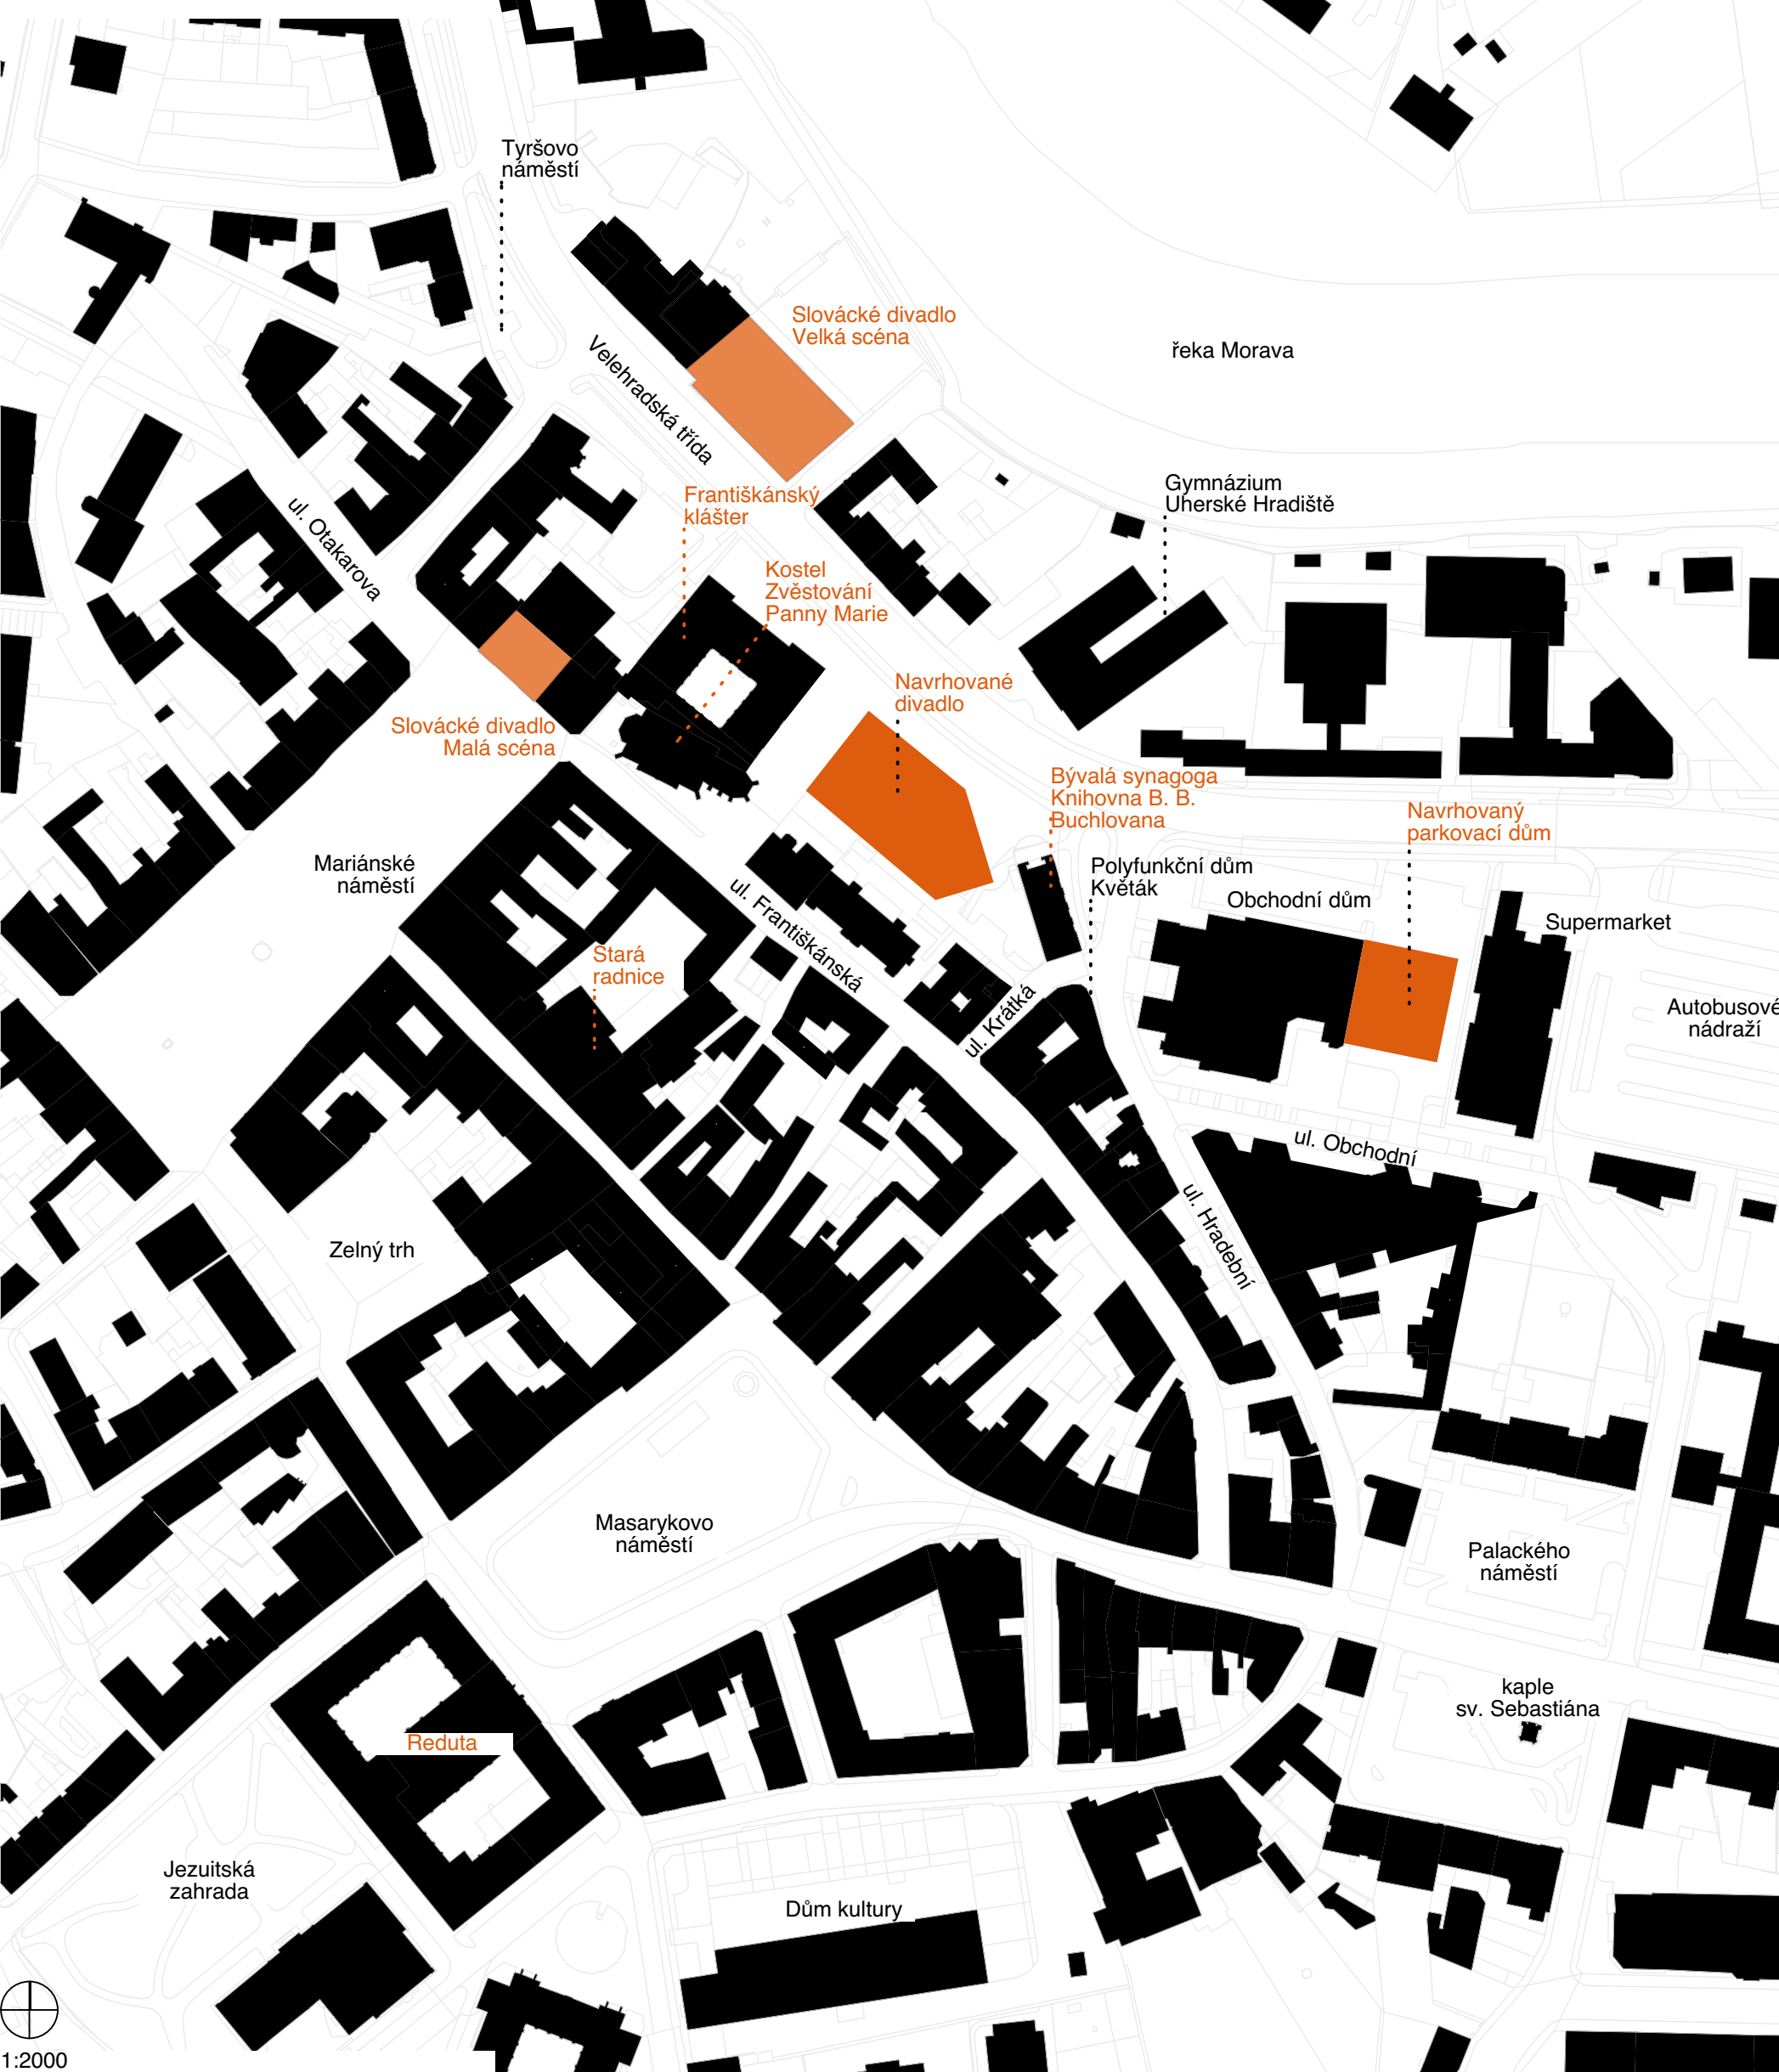 Tyršovo
náměstí
Slovácké divadlo
Velká scéna
řeka Morava
Velehradská třída
Gymnázium
Uherské Hradiště
Františkánský
klášter
ul. Otakarova
Kostel
Zvěstování
Panny Marie
Navrhované
divadlo
Slovácké divadlo
Malá scéna
Bývalá synagoga
Knihovna B. B.
Buchlovana
Navrhovaný
parkovací dům
Mariánské
náměstí
Polyfunkční dům
Květák
Obchodní dům
Supermarket
ul. Františkánská
Stará
radnice
Autobusové
nádraží
ul. Krátká
ul. Obchodní
ul. Hradební
Zelný trh
Masarykovo
náměstí
Palackého
náměstí
kaple
sv. Sebastiána
Reduta
Jezuitská
zahrada
Dům kultury
1:2000